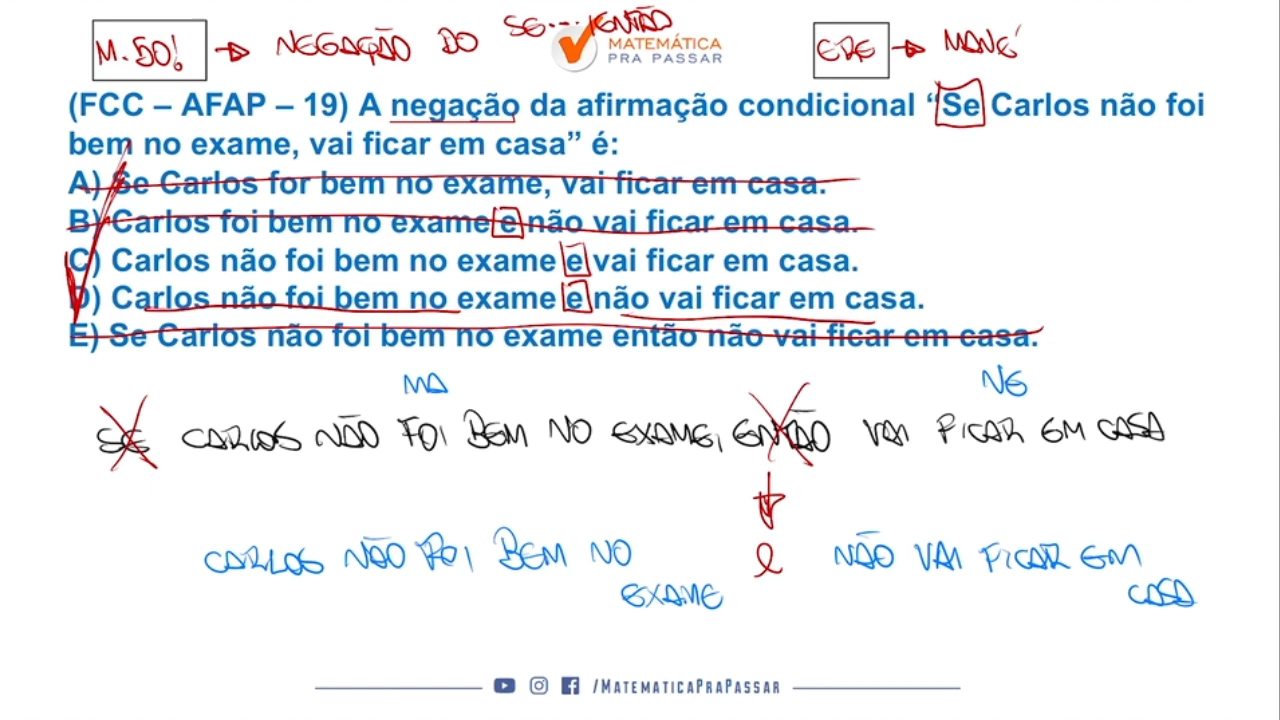 M.50! → NEGAÇÃO DO SE... ENTÃO
MATEMÁTICA
PRA PASSAR
→ MANÉ
(FCC – AFAP – 19) A negação da afirmação condicional “Se Carlos não foi
bem no exame, vai ficar em casa” é:
A) Se Carlos for bem no exame, vai ficar em casa.
B) Carlos foi bem no exame e não vai ficar em casa.
C) Carlos não foi bem no exame e vai ficar em casa.
D) Carlos não foi bem no exame e não vai ficar em casa.
E) Se Carlos não foi bem no exame então não vai ficar em casa.
MA NE
SE CARLOS NÃO FOI BEM NO EXAME, ENTÃO VAI FICAR EM CASA
CARLOS NÃO FOI BEM NO e NÃO VAI FICAR EM
EXAME CASA
/MatematicaPraPassar